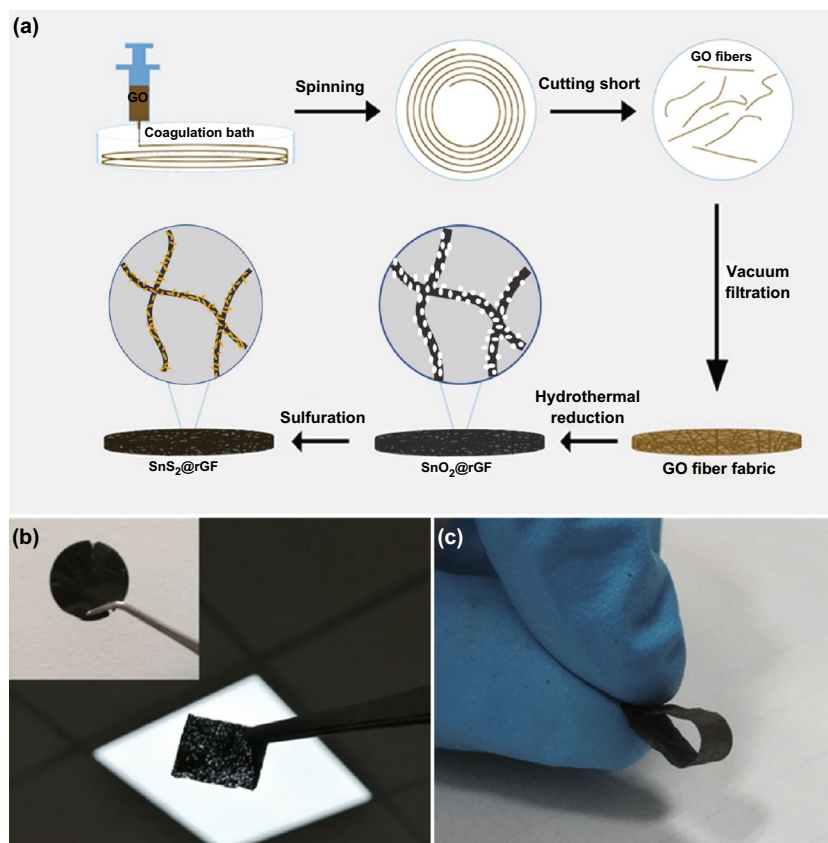 (a)
GO
Coagulation bath
Spinning
Cutting short
GO fibers
Vacuum
filtration
Hydrothermal
reduction
Sulfuration
SnS₂@rGF
SnO₂@rGF
GO fiber fabric
(b)
(c)